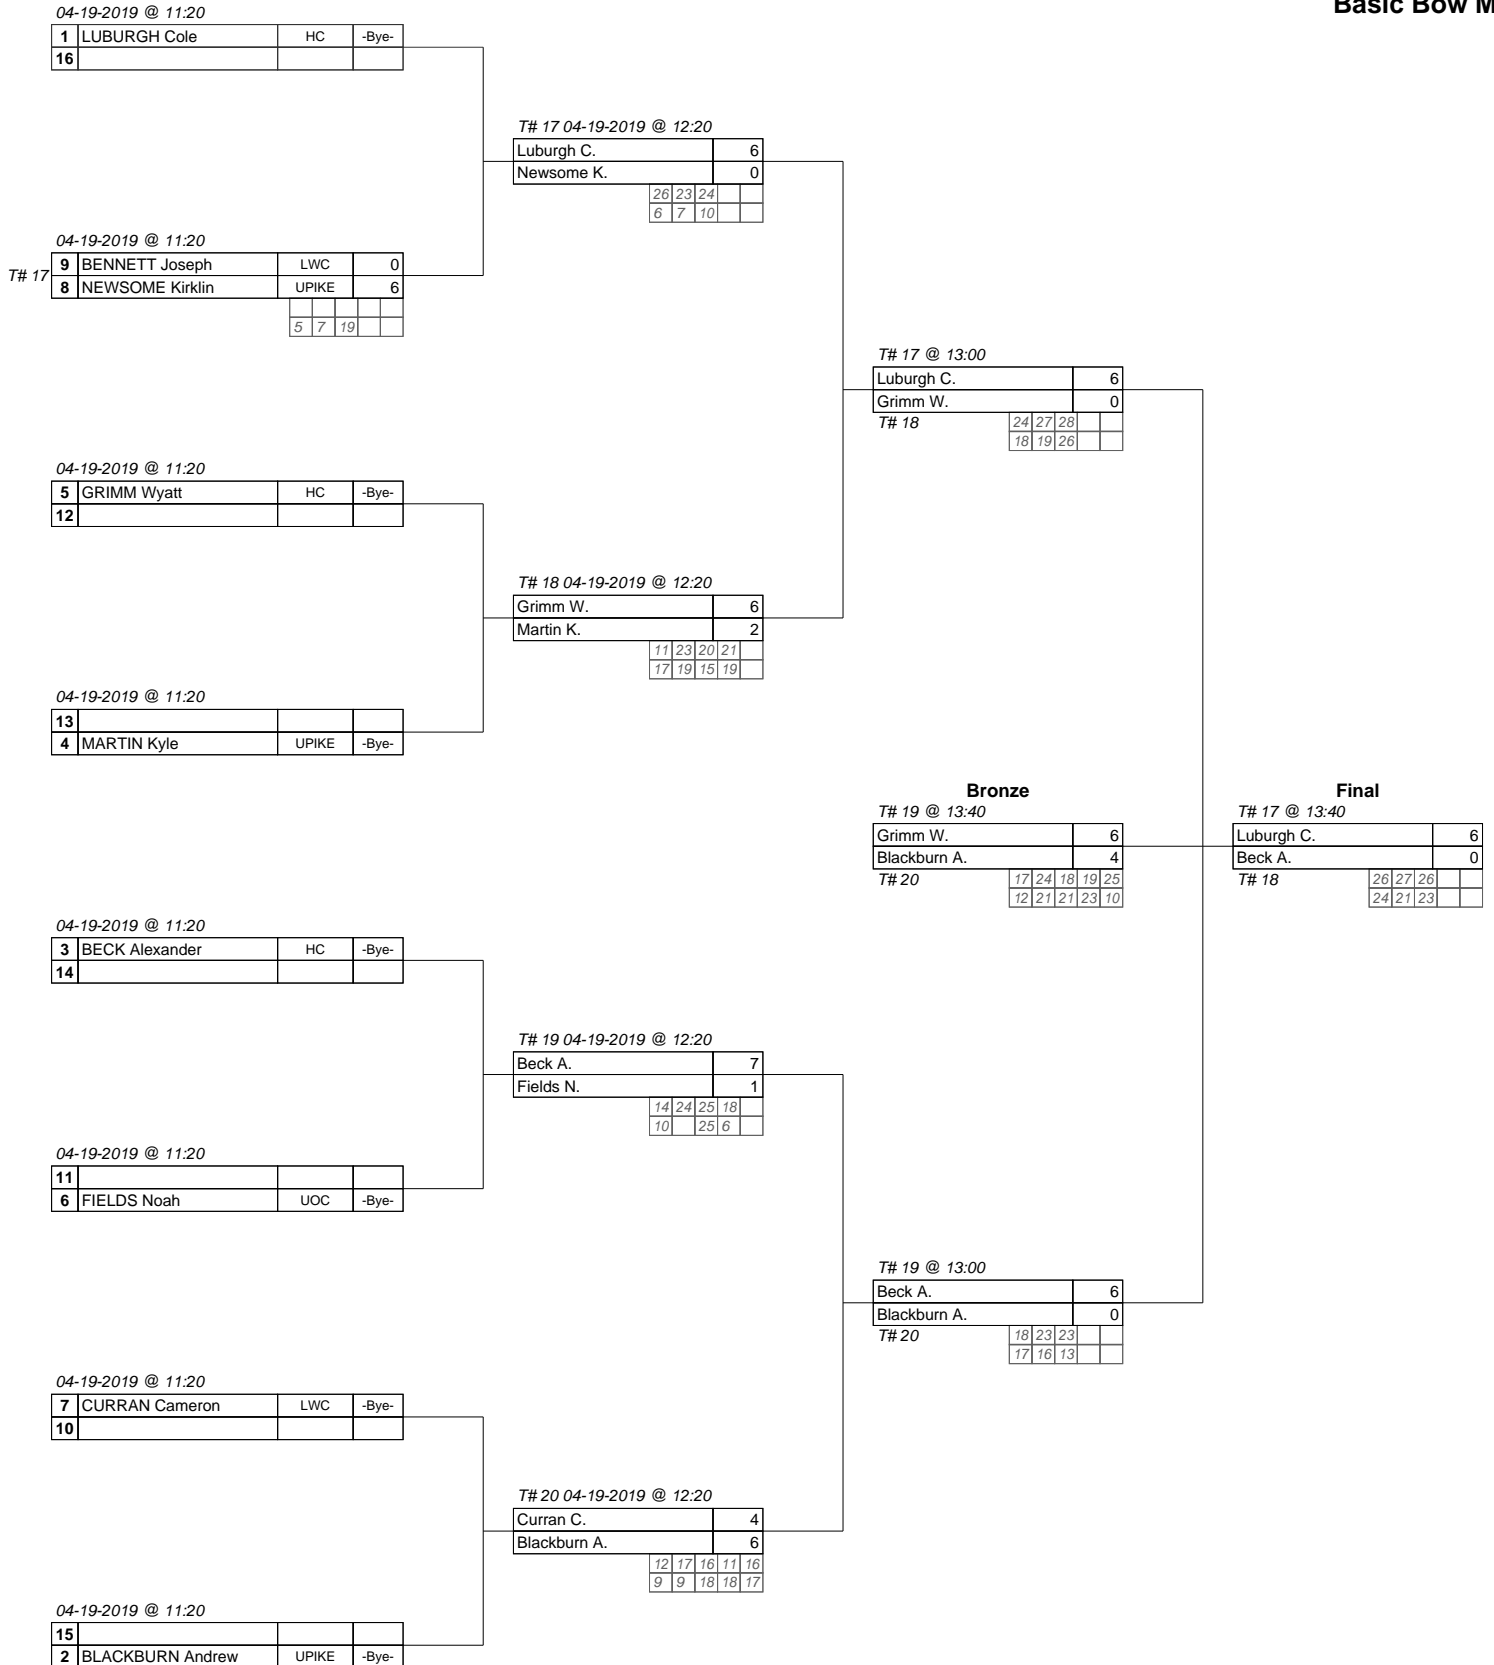 Basic Bow M
04-19-2019 @ 11:20
1 LUBURGH Cole HC -Bye-
16
T# 17 04-19-2019 @ 12:20
Luburgh C. 6
Newsome K. 0
26 23 24
6 7 10
04-19-2019 @ 11:20
T# 17
9 BENNETT Joseph LWC 0
8 NEWSOME Kirklin UPIKE 6
5 7 19
T# 17 @ 13:00
Luburgh C. 6
Grimm W. 0
T# 18
24 27 28
18 19 26
04-19-2019 @ 11:20
5 GRIMM Wyatt HC -Bye-
12
T# 18 04-19-2019 @ 12:20
Grimm W. 6
Martin K. 2
11 23 20 21
17 19 15 19
04-19-2019 @ 11:20
13
4 MARTIN Kyle UPIKE -Bye-
Bronze
T# 19 @ 13:40
Grimm W. 6
Blackburn A. 4
T# 20
17 24 18 19 25
12 21 21 23 10
Final
T# 17 @ 13:40
Luburgh C. 6
Beck A. 0
T# 18
26 27 26
24 21 23
04-19-2019 @ 11:20
3 BECK Alexander HC -Bye-
14
T# 19 04-19-2019 @ 12:20
Beck A. 7
Fields N. 1
14 24 25 18
10 25 6
04-19-2019 @ 11:20
11
6 FIELDS Noah UOC -Bye-
T# 19 @ 13:00
Beck A. 6
Blackburn A. 0
T# 20
18 23 23
17 16 13
04-19-2019 @ 11:20
7 CURRAN Cameron LWC -Bye-
10
T# 20 04-19-2019 @ 12:20
Curran C. 4
Blackburn A. 6
12 17 16 11 16
9 9 18 18 17
04-19-2019 @ 11:20
15
2 BLACKBURN Andrew UPIKE -Bye-